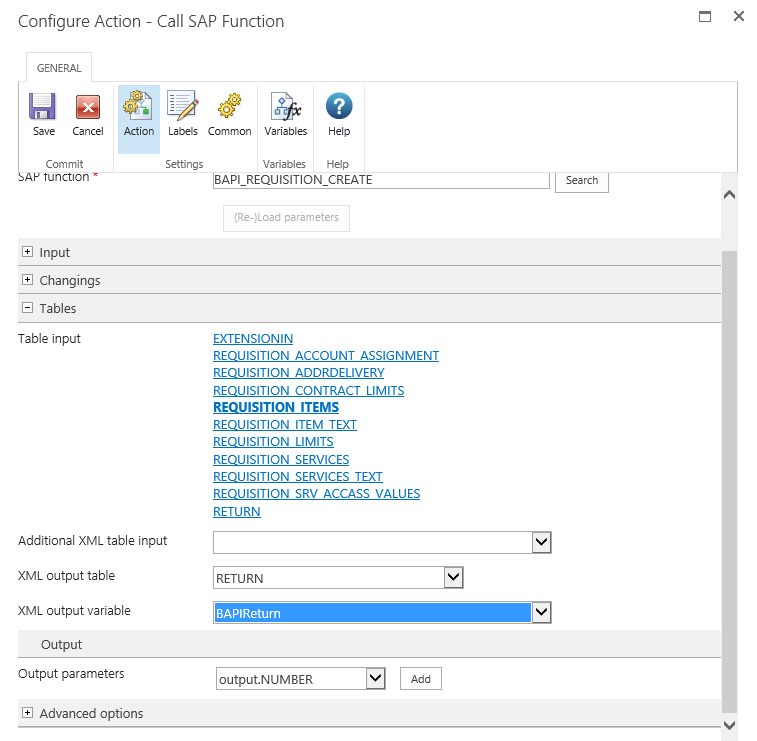 Configure Action - Call SAP Function
GENERAL
Save
Cancel
Action
Labels
Common
Variables
Help
Commit
Settings
Variables
Help
SAP function *
BAPI_REQUISITION_CREATE
Search
(Re-)Load parameters
Input
Changings
Tables
Table input
EXTENSIONIN
REQUISITION_ACCOUNT_ASSIGNMENT
REQUISITION_ADDRDELIVERY
REQUISITION_CONTRACT_LIMITS
REQUISITION_ITEMS
REQUISITION_ITEM_TEXT
REQUISITION_LIMITS
REQUISITION_SERVICES
REQUISITION_SERVICES_TEXT
REQUISITION_SRV_ACCASS_VALUES
RETURN
Additional XML table input
XML output table
RETURN
XML output variable
BAPIReturn
Output
Output parameters
output.NUMBER
Add
Advanced options